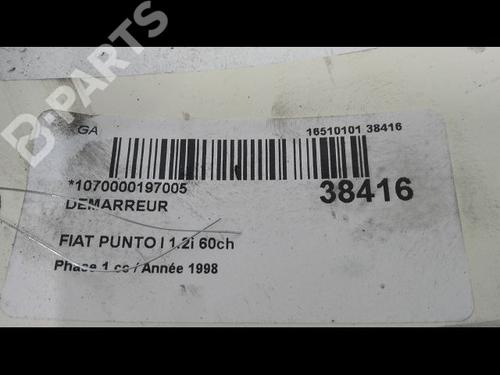 GA
16510101 38416
*1070000197005
38416
DEMARREUR
FIAT PUNTO I 1.2i 60ch
Phase 1 cc / Année 1998
B-PARTS